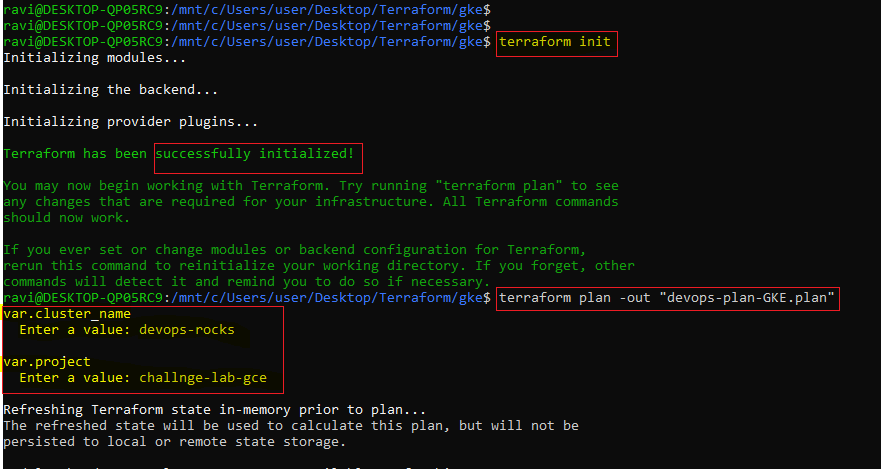 ravi@DESKTOP-QP05RC9:/mnt/c/Users/user/Desktop/Terraform/gke$
ravi@DESKTOP-QP05RC9:/mnt/c/Users/user/Desktop/Terraform/gke$
ravi@DESKTOP-QP05RC9:/mnt/c/Users/user/Desktop/Terraform/gke$ terraform init
Initializing modules...
Initializing the backend...
Initializing provider plugins...
Terraform has been successfully initialized!
You may now begin working with Terraform. Try running "terraform plan" to see
any changes that are required for your infrastructure. All Terraform commands
should now work.
If you ever set or change modules or backend configuration for Terraform,
rerun this command to reinitialize your working directory. If you forget, other
commands will detect it and remind you to do so if necessary.
ravi@DESKTOP-QP05RC9:/mnt/c/Users/user/Desktop/Terraform/gke$ terraform plan -out "devops-plan-GKE.plan"
var.cluster_name
  Enter a value: devops-rocks
var.project
  Enter a value: challnge-lab-gce
Refreshing Terraform state in-memory prior to plan...
The refreshed state will be used to calculate this plan, but will not be
persisted to local or remote state storage.